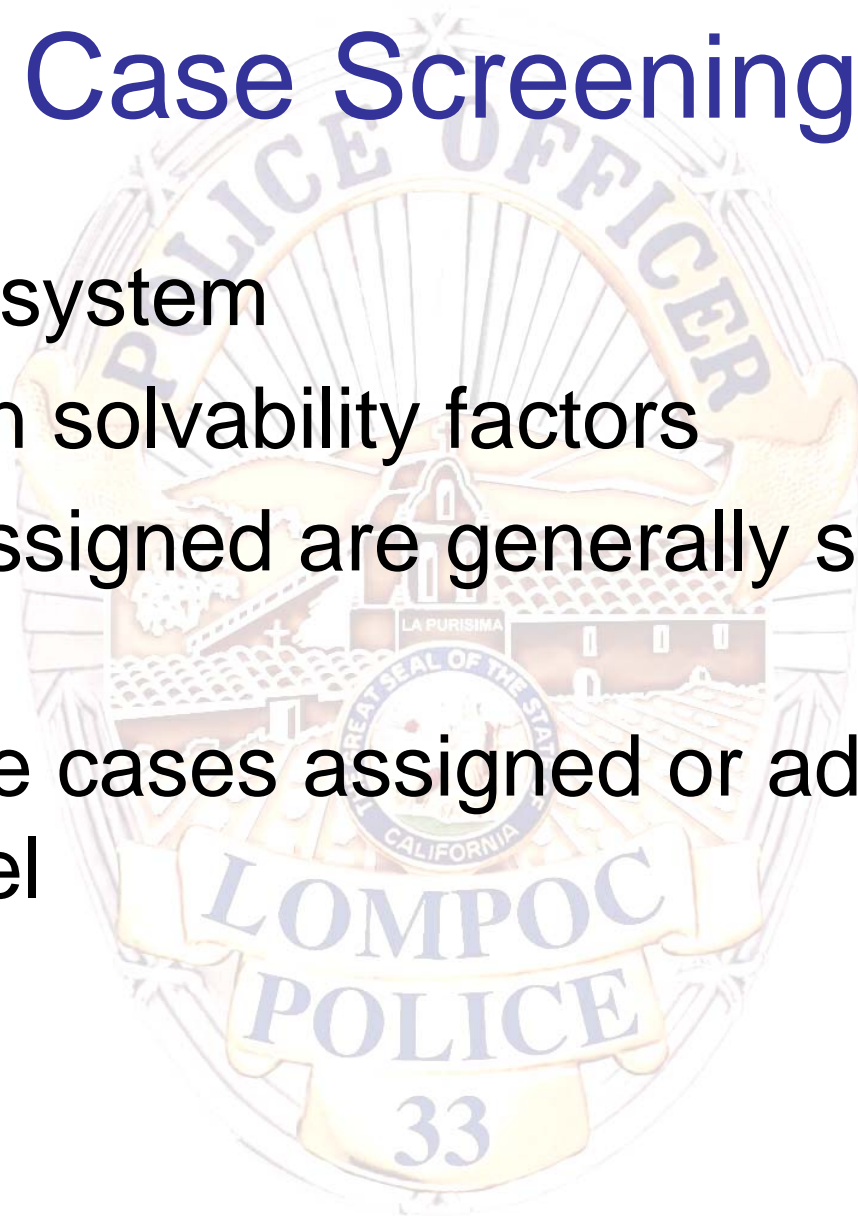 Case Screening
POLICE OFFICER
system
n solvability factors
ssigned are generally s
LA PURISIMA
GREAT SEAL OF THE STATE OF
CALIFORNIA
e cases assigned or ad
el
LOMPOC
POLICE
33